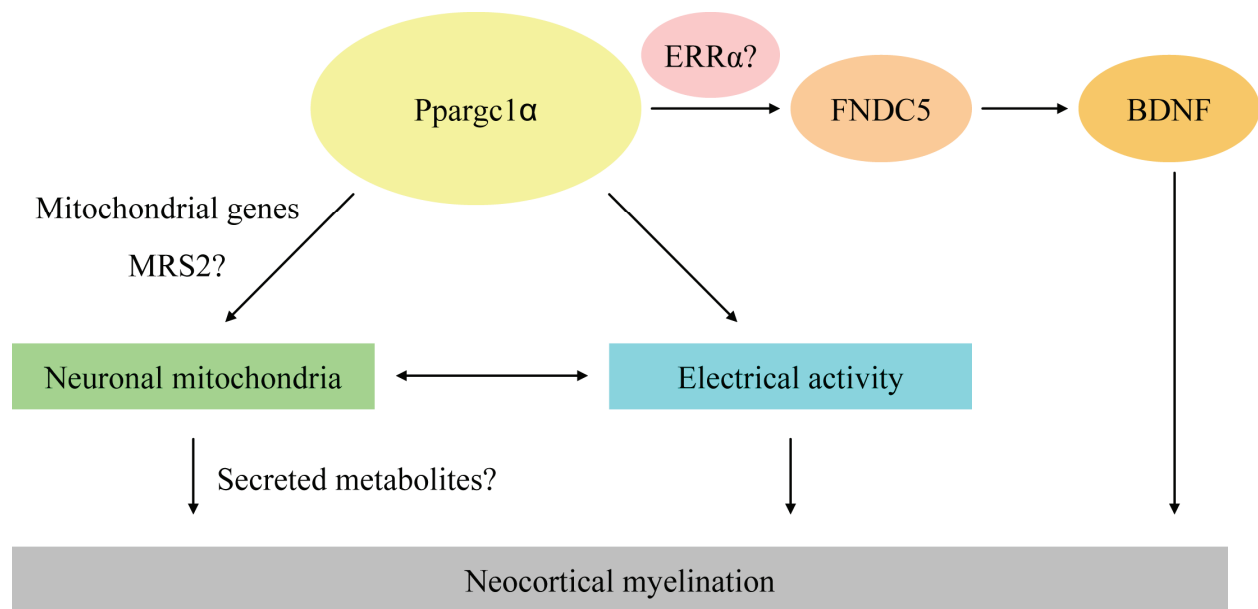 ERRα?
Ppargc1α
FNDC5
BDNF
Mitochondrial genes
MRS2?
Neuronal mitochondria
Electrical activity
Secreted metabolites?
Neocortical myelination